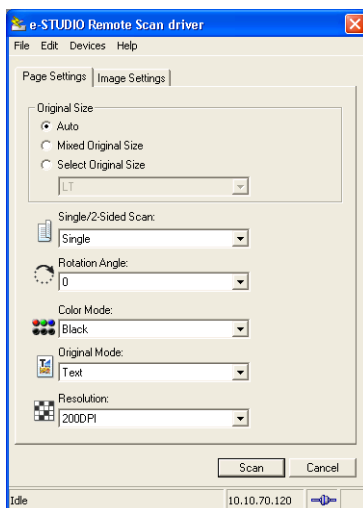 e-STUDIO Remote Scan driver
File Edit Devices Help
Page Settings Image Settings
Original Size
Auto
Mixed Original Size
Select Original Size
LT
Single/2-Sided Scan:
Single
Rotation Angle:
0
Color Mode:
Black
Original Mode:
Text
Resolution:
200DPI
Scan Cancel
Idle 10.10.70.120